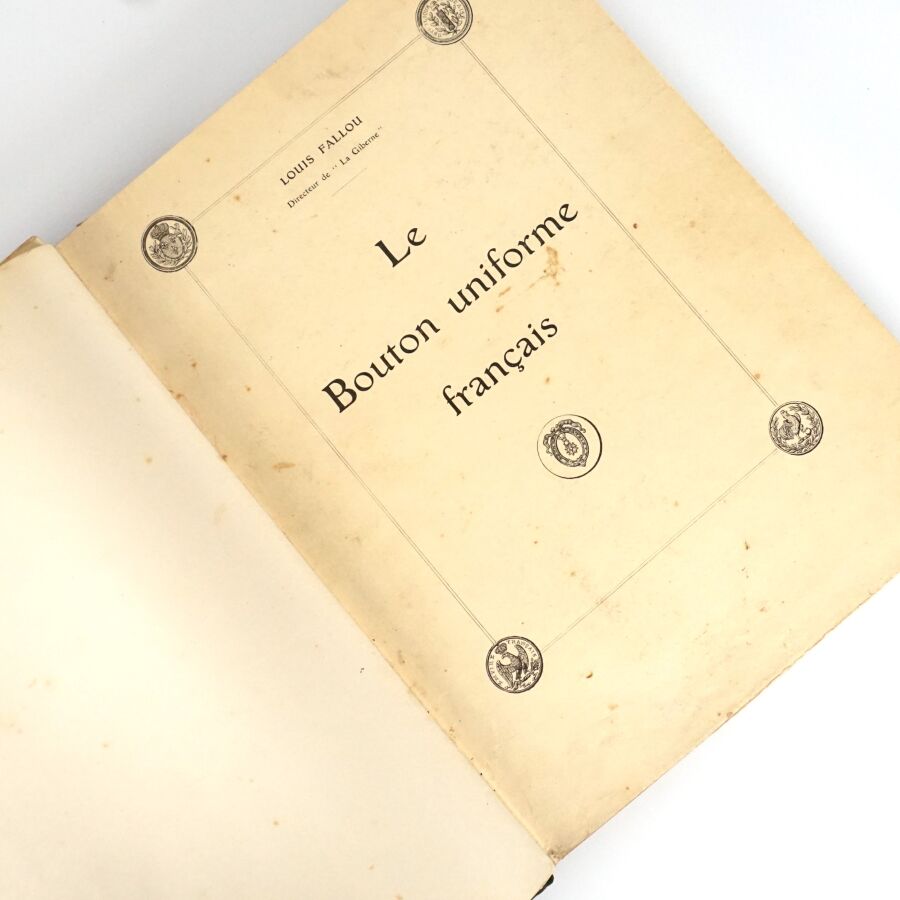 LOUIS FALLOU
Directeur de "La Giberne"
Le
Bouton uniforme
français